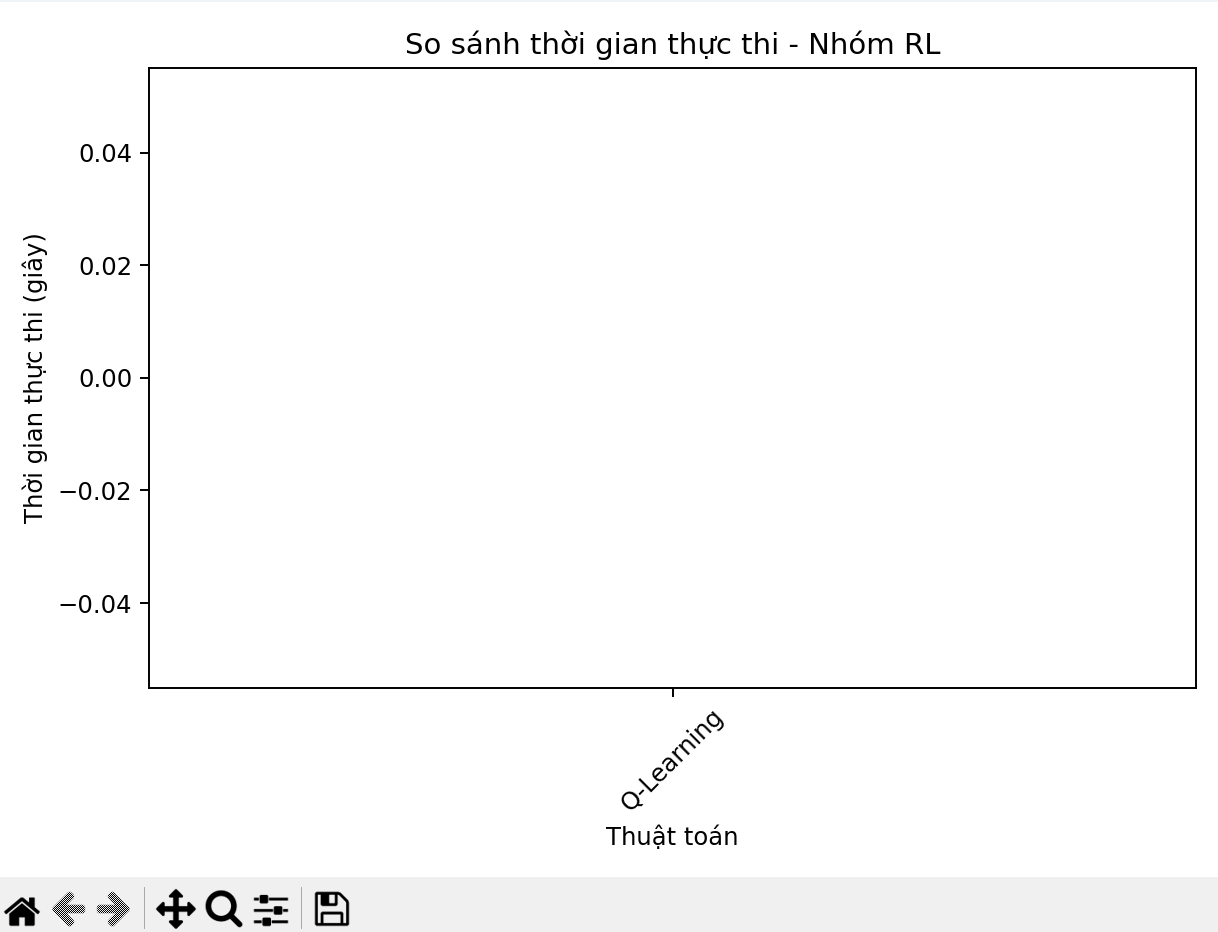 So sánh thời gian thực thi - Nhóm RL
Thời gian thực thi (giây)
0.04
0.02
0.00
−0.02
−0.04
Q-Learning
Thuật toán